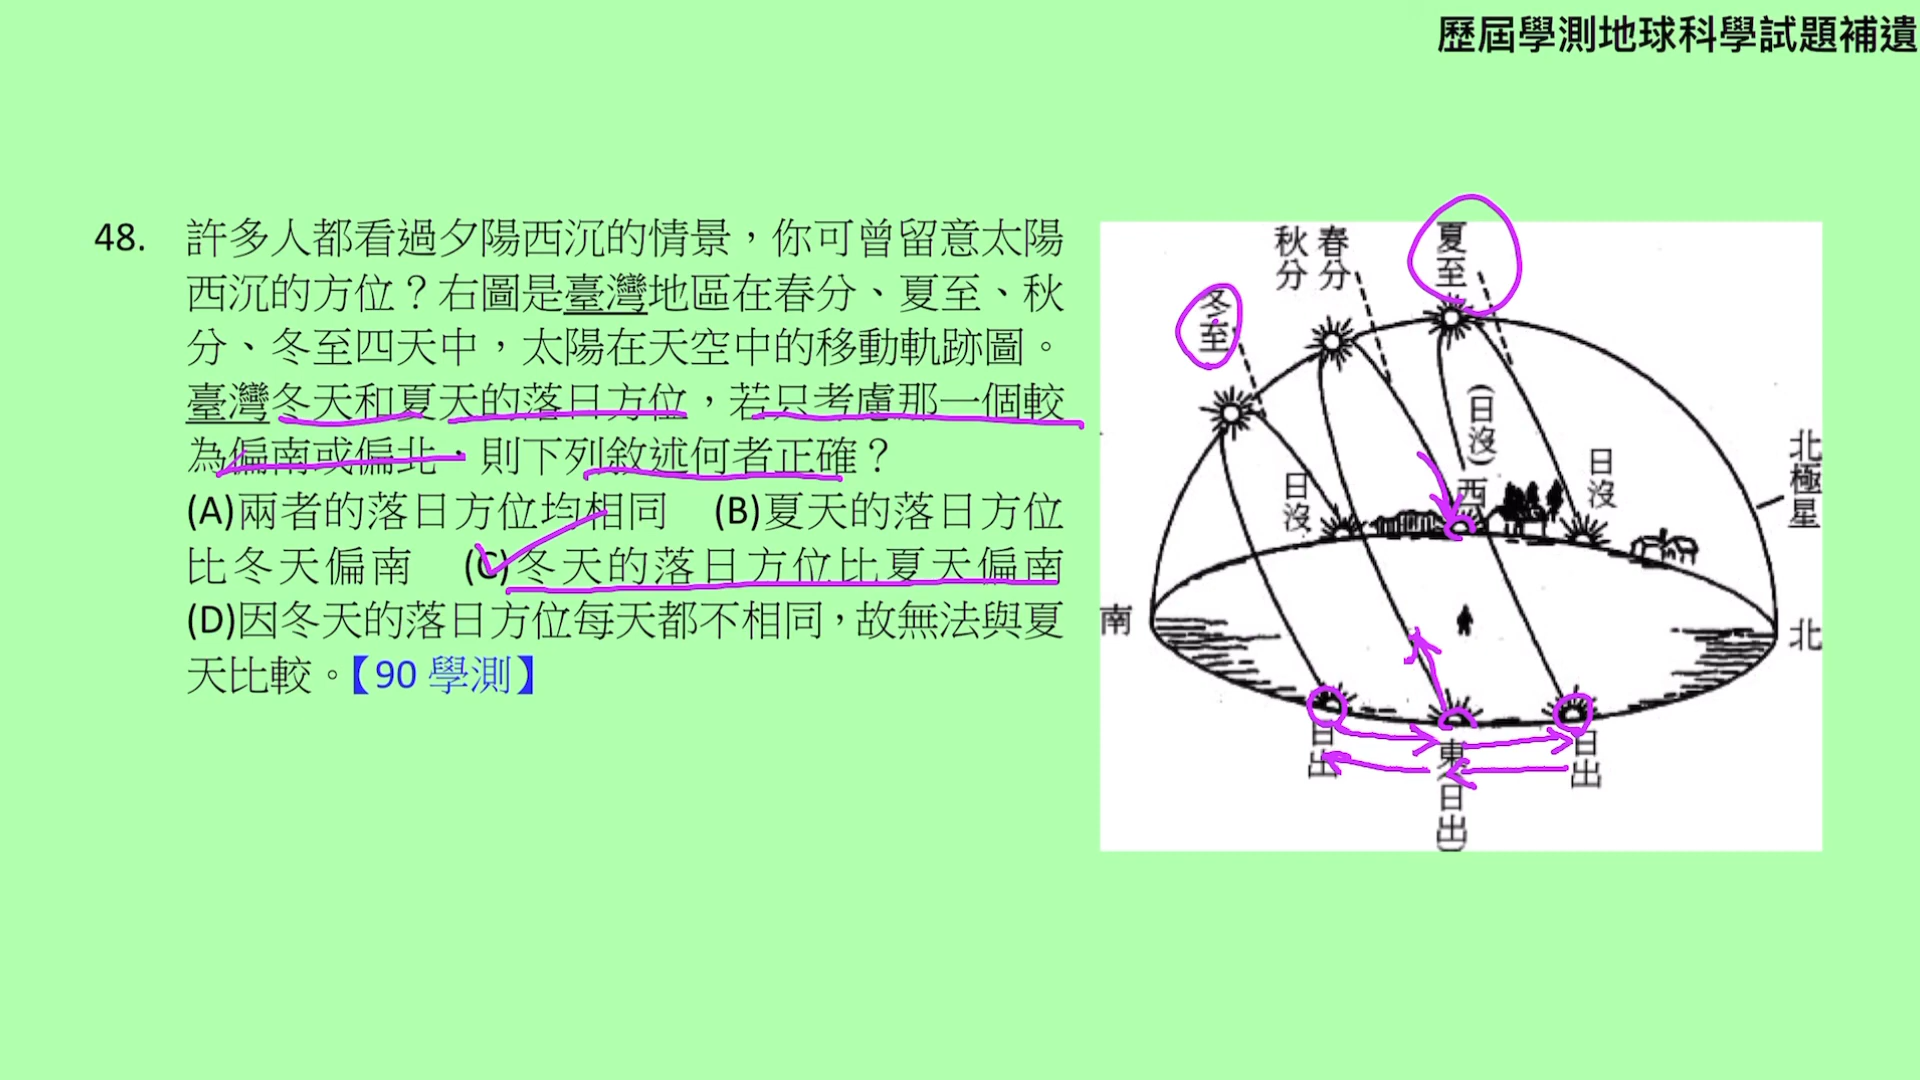 歷屆學測地球科學試題補遺
48. 許多人都看過夕陽西沉的情景，你可曾留意太陽
西沉的方位？右圖是臺灣地區在春分、夏至、秋
分、冬至四天中，太陽在天空中的移動軌跡圖。
臺灣冬天和夏天的落日方位，若只考慮那一個較
為偏南或偏北，則下列敘述何者正確？
(A)兩者的落日方位均相同 (B)夏天的落日方位
比冬天偏南 (C)冬天的落日方位比夏天偏南
(D)因冬天的落日方位每天都不相同，故無法與夏
天比較。【90 學測】
秋分
春分
夏至
冬至
(日沒)
西
日沒
日沒
北極星
南
北
日出
東
(日出)
日出